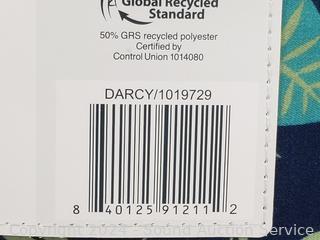 Global Recycled
Standard
50% GRS recycled polyester
Certified by
Control Union 1014080
DARCY/1019729
8 40125 91211 2